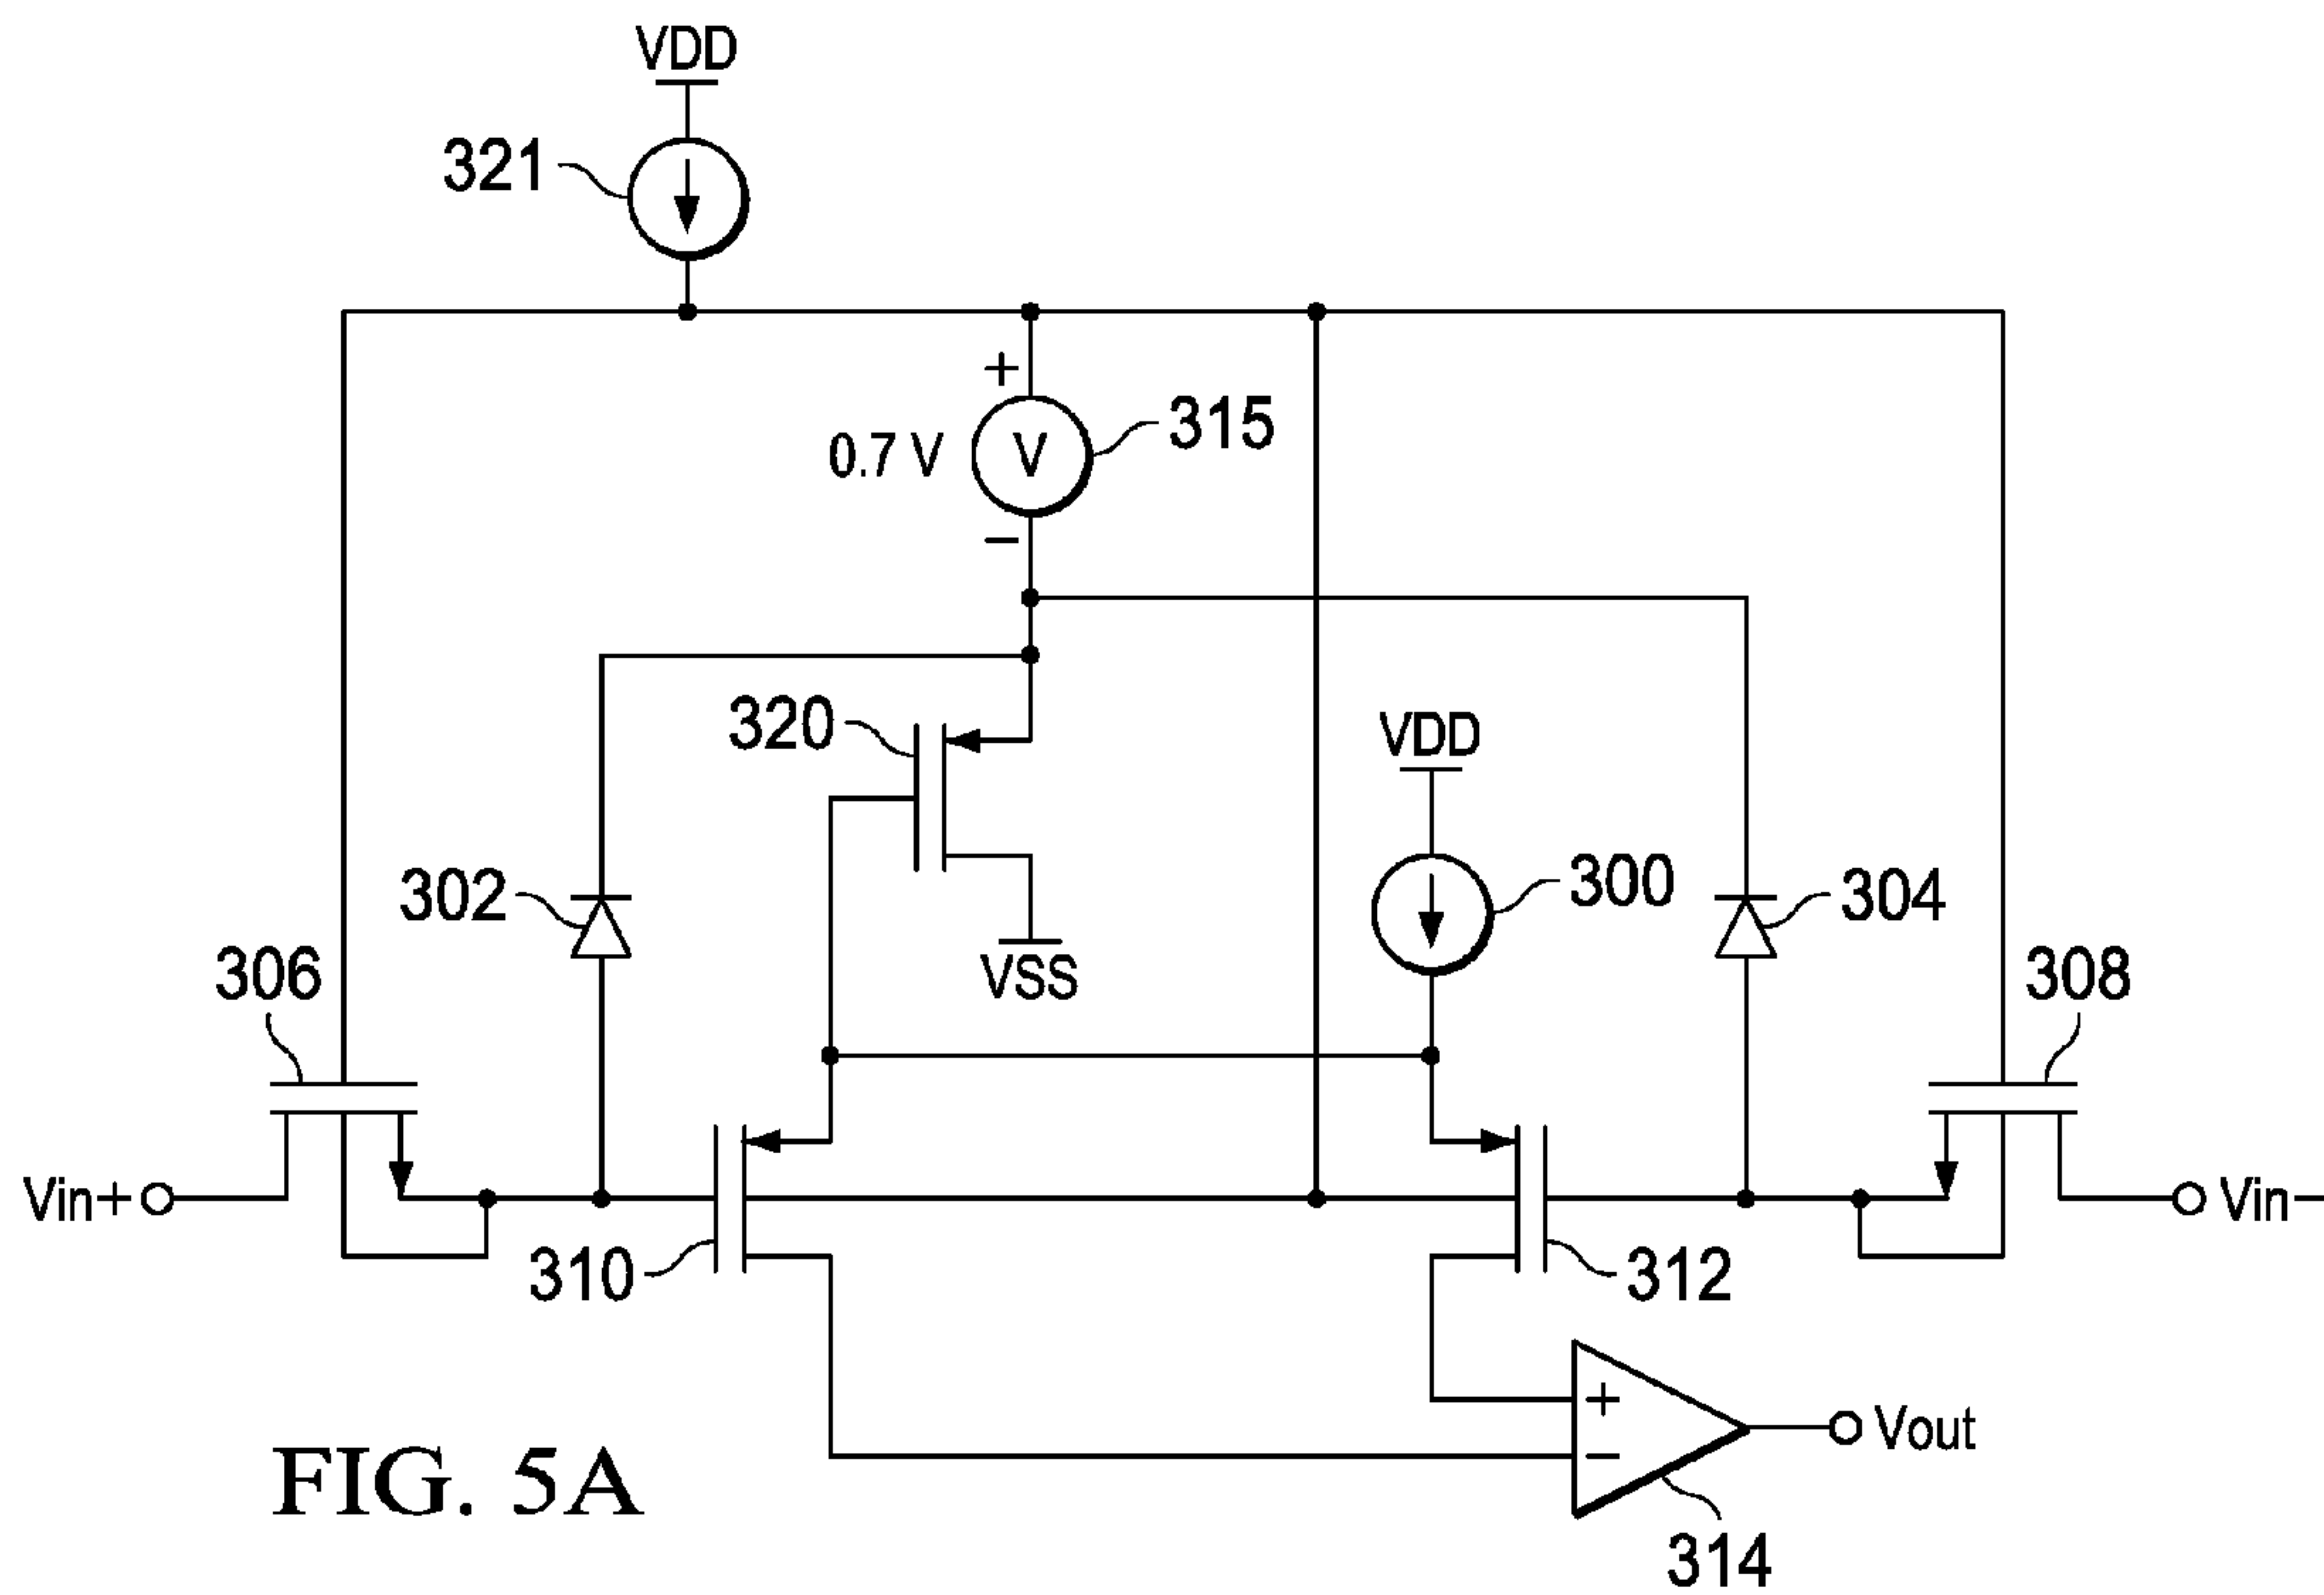 VDD
321
+
0.7 V
V
315
−
320
VDD
302
300
304
306
VSS
308
Vin+
Vin−
310
312
+
−
Vout
FIG. 5A
314